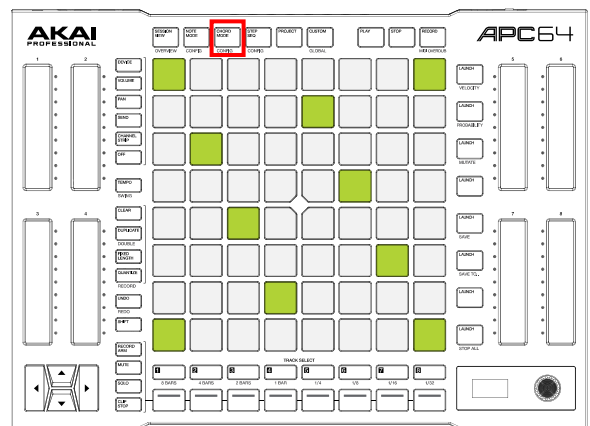 AKAI
PROFESSIONAL
SESSION VIEW
NOTE MODE
CHORD MODE
STEP SEQ
PROJECT
CUSTOM
PLAY
STOP
RECORD
APC64
OVERVIEW
CONFIG
CONFIG
CONFIG
GLOBAL
MIDI OVERDUB
1
2
5
6
DEVICE
VOLUME
PAN
SEND
CHANNEL STRIP
OFF
TEMPO
SWING
LAUNCH
VELOCITY
LAUNCH
PROBABILITY
LAUNCH
MUTATE
LAUNCH
3
4
7
8
CLEAR
DUPLICATE
DOUBLE
FIXED LENGTH
QUANTIZE
RECORD
UNDO
REDO
SHIFT
LAUNCH
SAVE
LAUNCH
SAVE TO...
LAUNCH
LAUNCH
STOP ALL
RECORD ARM
MUTE
SOLO
CLIP STOP
TRACK SELECT
1 2 3 4 5 6 7 8
8 BARS 4 BARS 2 BARS 1 BAR 1/4 1/8 1/16 1/32